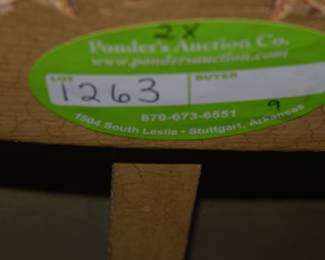 2X
Ponder's Auction Co.
www.pondersauction.com
LOT
BUYER
1263
9
870-673-6551
1504 South Leslie • Stuttgart, Arkansas